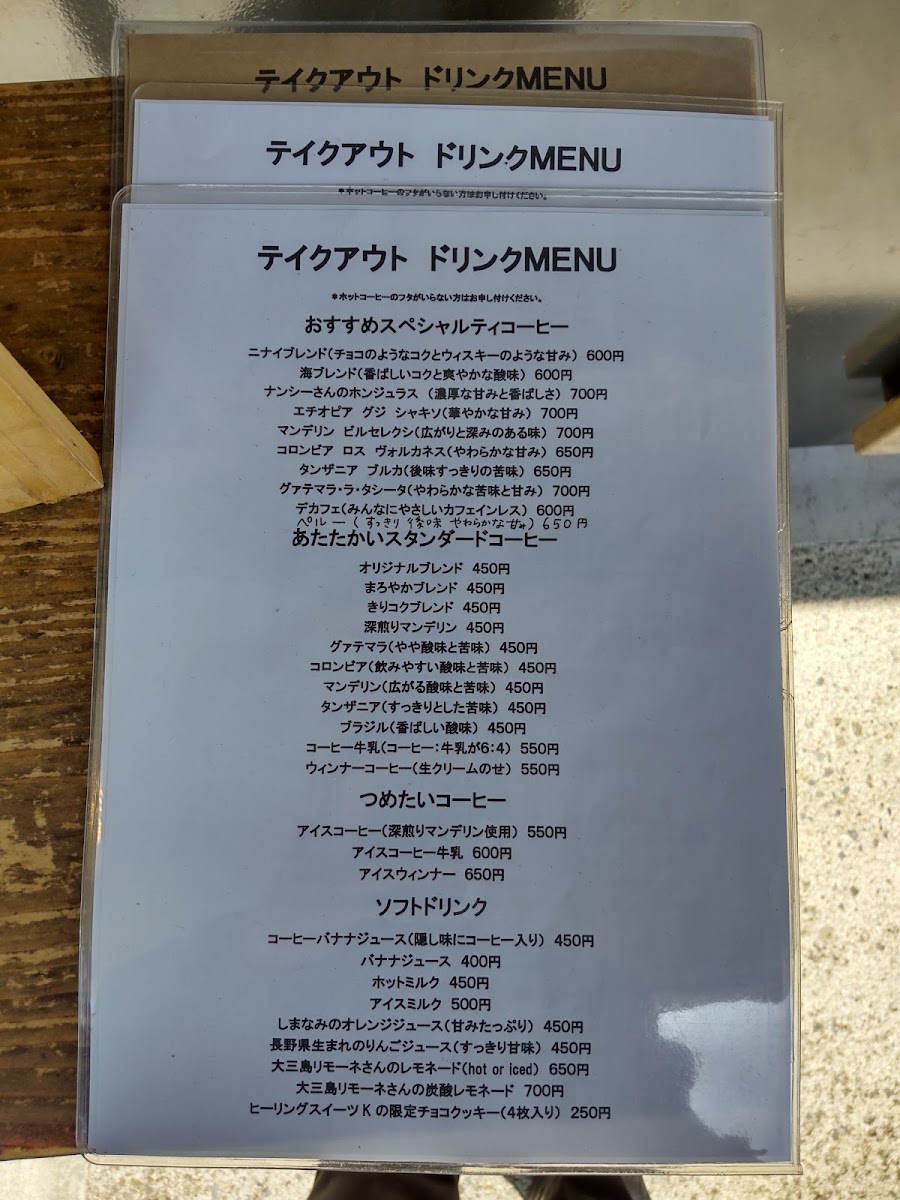 テイクアウト ドリンクMENU
テイクアウト ドリンクMENU
＊ホットコーヒーのフタがいらない方はお申し付けください。
テイクアウト ドリンクMENU
＊ホットコーヒーのフタがいらない方はお申し付けください。
おすすめスペシャルティコーヒー
ニナイブレンド(チョコのようなコクとウィスキーのような甘み) 600円
海ブレンド(香ばしいコクと爽やかな酸味) 600円
ナンシーさんのホンジュラス (濃厚な甘みと香ばしさ) 700円
エチオピア グジ シャキソ(華やかな甘み) 700円
マンデリン ビルセレクシ(広がりと深みのある味) 700円
コロンビア ロス ヴォルカネス(やわらかな甘み) 650円
タンザニア ブルカ(後味すっきりの苦味) 650円
グァテマラ・ラ・タシータ(やわらかな苦味と甘み) 700円
デカフェ(みんなにやさしいカフェインレス) 600円
ペルー(すっきり後味 やわらかな甘み) 650円
あたたかいスタンダードコーヒー
オリジナルブレンド 450円
まろやかブレンド 450円
きりコクブレンド 450円
深煎りマンデリン 450円
グァテマラ(やや酸味と苦味) 450円
コロンビア(飲みやすい酸味と苦味) 450円
マンデリン(広がる酸味と苦味) 450円
タンザニア(すっきりとした苦味) 450円
ブラジル(香ばしい酸味) 450円
コーヒー牛乳(コーヒー：牛乳が6：4) 550円
ウィンナーコーヒー(生クリームのせ) 550円
つめたいコーヒー
アイスコーヒー(深煎りマンデリン使用) 550円
アイスコーヒー牛乳 600円
アイスウィンナー 650円
ソフトドリンク
コーヒーバナナジュース(隠し味にコーヒー入り) 450円
バナナジュース 400円
ホットミルク 450円
アイスミルク 500円
しまなみのオレンジジュース(甘みたっぷり) 450円
長野県生まれのりんごジュース(すっきり甘味) 450円
大三島リモーネさんのレモネード(hot or iced) 650円
大三島リモーネさんの炭酸レモネード 700円
ヒーリングスイーツKの限定チョコクッキー(4枚入り) 250円